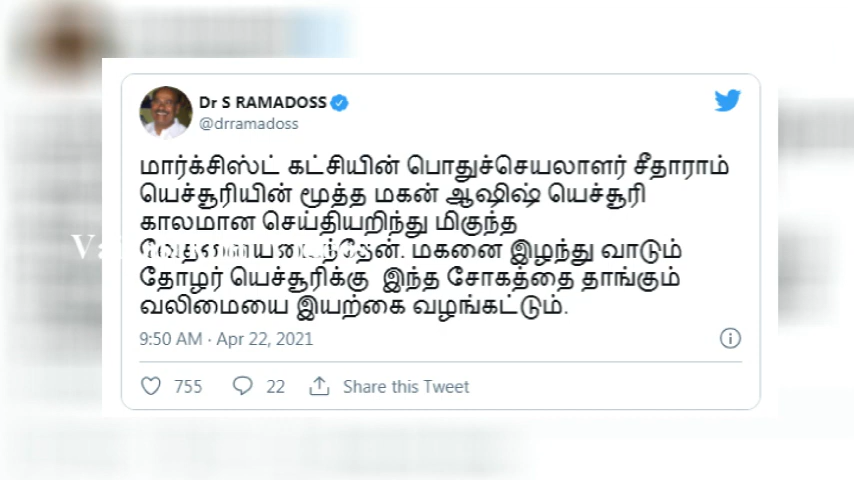 Dr S RAMADOSS
@drramadoss
மார்க்சிஸ்ட் கட்சியின் பொதுச்செயலாளர் சீதாராம்
யெச்சூரியின் மூத்த மகன் ஆஷிஷ் யெச்சூரி
காலமான செய்தியறிந்து மிகுந்த
வேதனையடைந்தேன். மகனை இழந்து வாடும்
தோழர் யெச்சூரிக்கு இந்த சோகத்தை தாங்கும்
வலிமையை இயற்கை வழங்கட்டும்.
9:50 AM · Apr 22, 2021
755 22 Share this Tweet